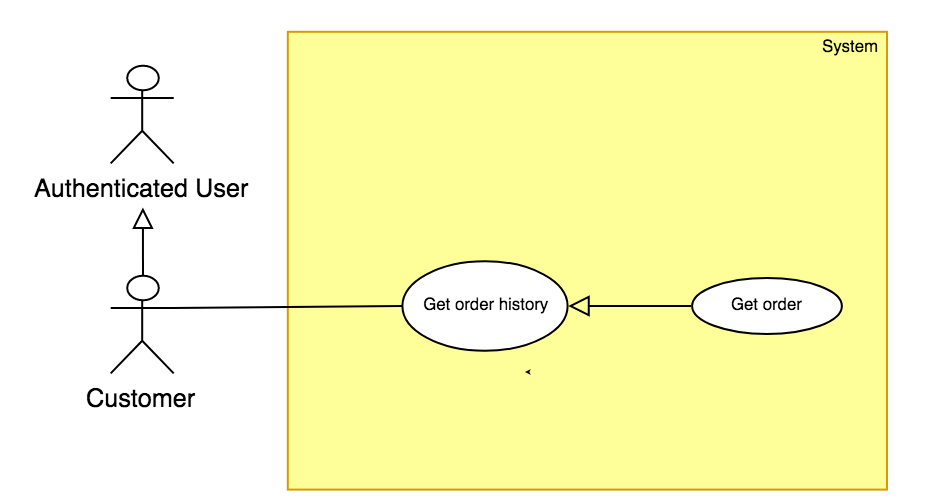 System
Authenticated User
Get order history
Get order
Customer